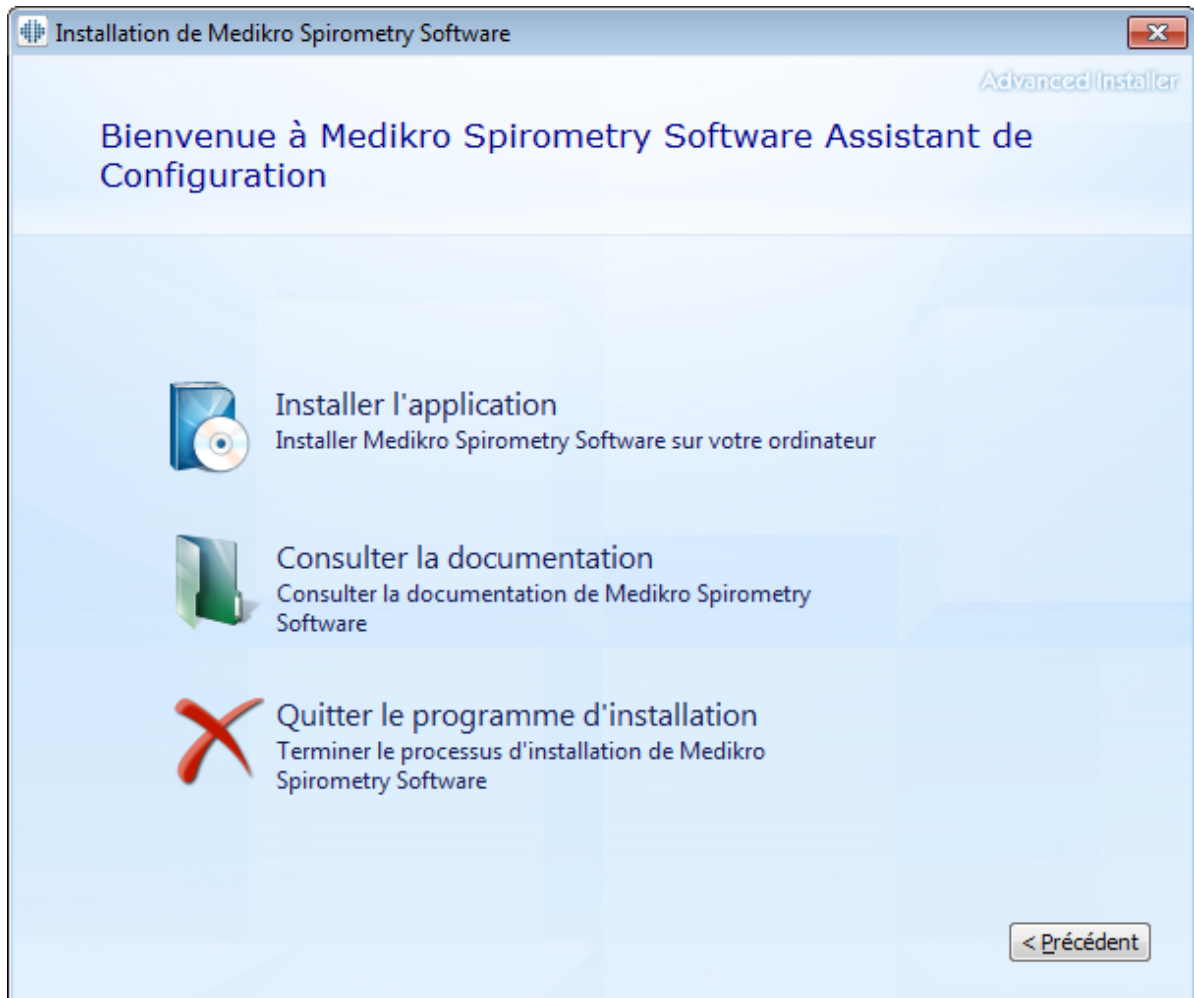 Installation de Medikro Spirometry Software
Advanced Installer
Bienvenue à Medikro Spirometry Software Assistant de
Configuration
Installer l'application
Installer Medikro Spirometry Software sur votre ordinateur
Consulter la documentation
Consulter la documentation de Medikro Spirometry
Software
Quitter le programme d'installation
Terminer le processus d'installation de Medikro
Spirometry Software
< Précédent